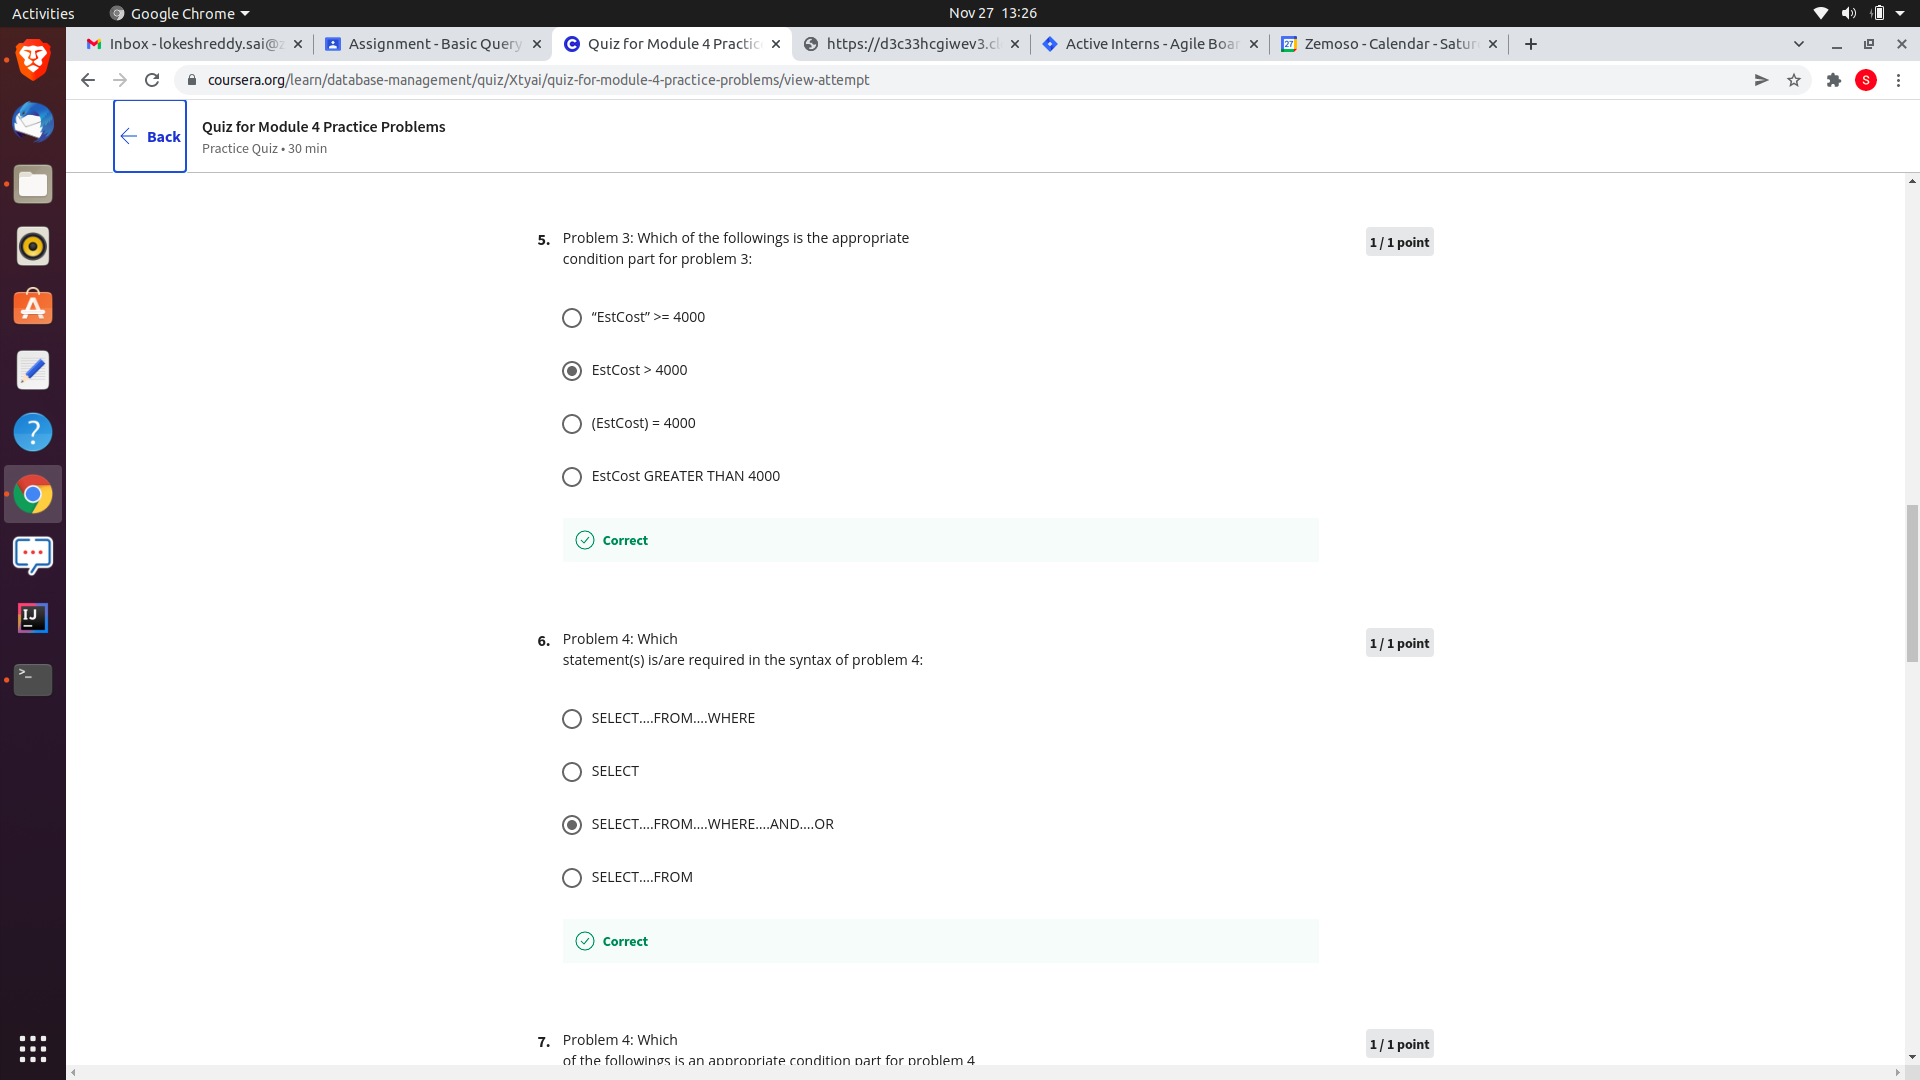 Activities
Google Chrome
Nov 27 13:26
Inbox - lokeshreddy.sai@z
Assignment - Basic Query
Quiz for Module 4 Practic
https://d3c33hcgiwev3.cl
Active Interns - Agile Boar
Zemoso - Calendar - Satur
coursera.org/learn/database-management/quiz/Xtyai/quiz-for-module-4-practice-problems/view-attempt
S
Back
Quiz for Module 4 Practice Problems
Practice Quiz • 30 min
5. Problem 3: Which of the followings is the appropriate
condition part for problem 3:
1 / 1 point
“EstCost” >= 4000
EstCost > 4000
(EstCost) = 4000
EstCost GREATER THAN 4000
Correct
6. Problem 4: Which
statement(s) is/are required in the syntax of problem 4:
1 / 1 point
SELECT....FROM....WHERE
SELECT
SELECT....FROM....WHERE....AND....OR
SELECT....FROM
Correct
7. Problem 4: Which
of the followings is an appropriate condition part for problem 4
1 / 1 point